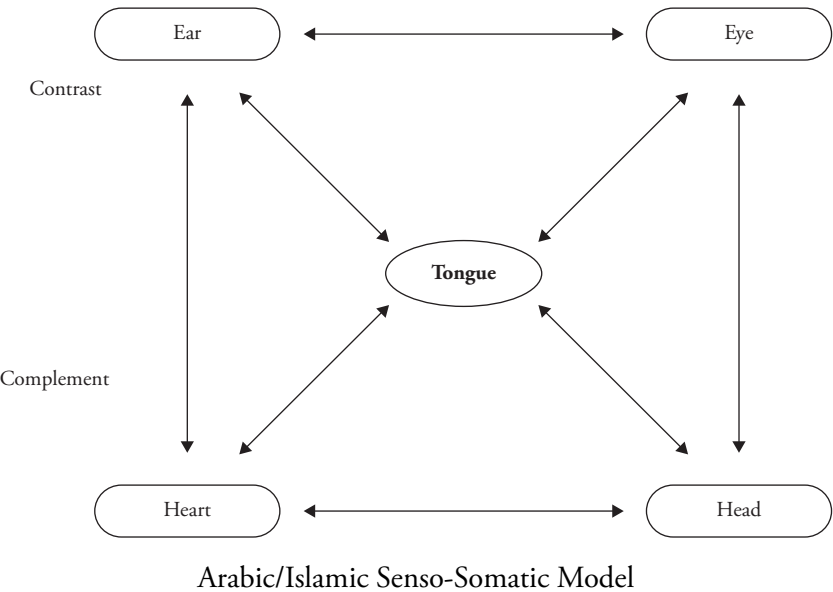 Ear
Eye
Contrast
Tongue
Complement
Heart
Head
Arabic/Islamic Senso-Somatic Model